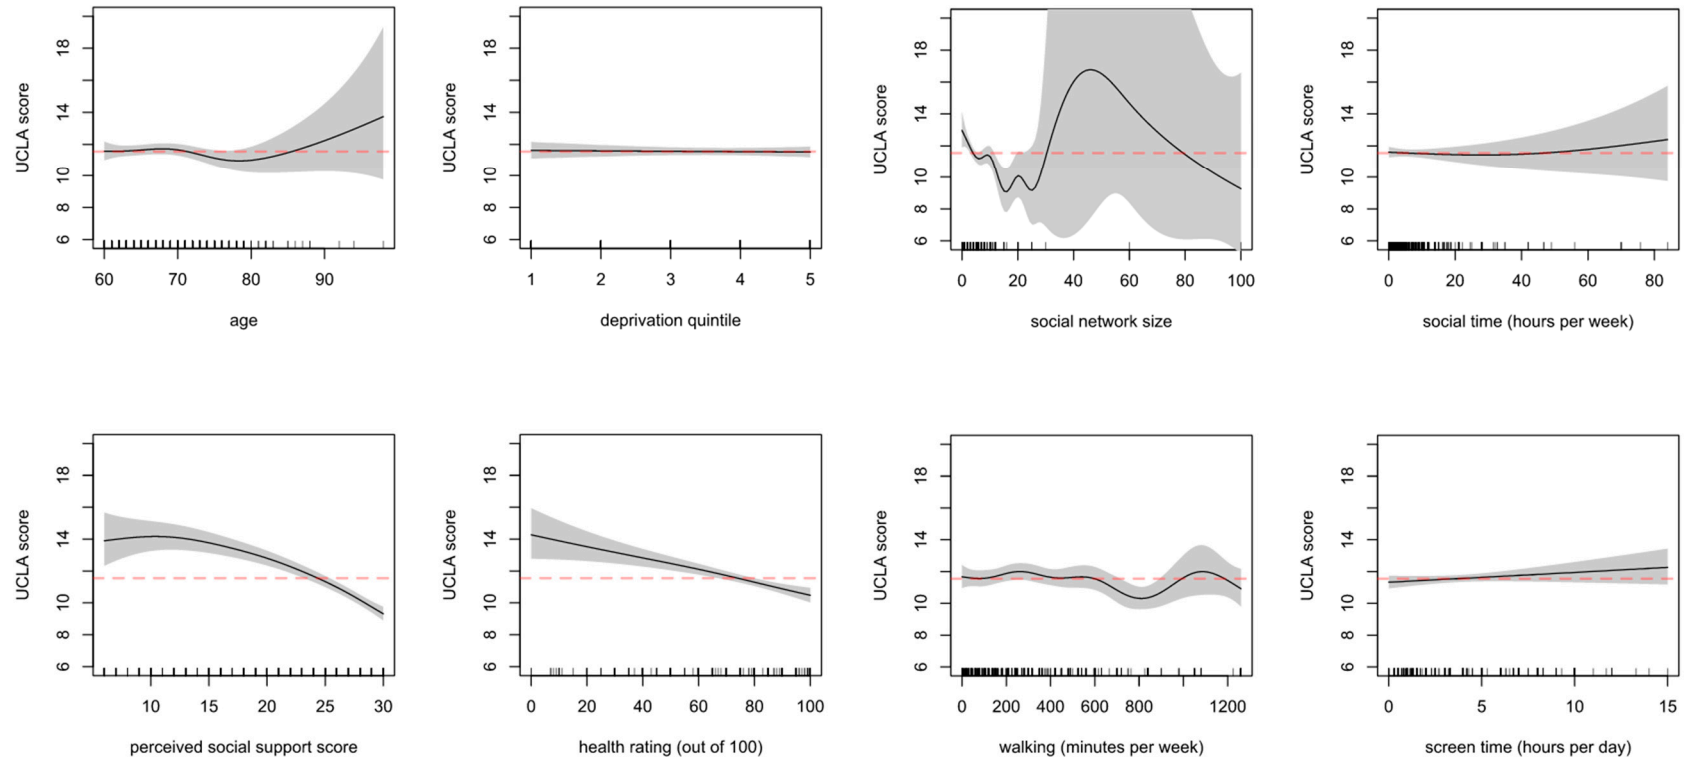 UCLA score
18
14
10
8
6
60 70 80 90
age
UCLA score
18
14
10
8
6
1 2 3 4 5
deprivation quintile
UCLA score
18
14
10
8
6
0 20 40 60 80 100
social network size
UCLA score
18
14
10
8
6
0 20 40 60 80
social time (hours per week)
UCLA score
18
14
10
8
6
10 15 20 25 30
perceived social support score
UCLA score
18
14
10
8
6
0 20 40 60 80 100
health rating (out of 100)
UCLA score
18
14
10
8
6
0 200 400 600 800 1200
walking (minutes per week)
UCLA score
18
14
10
8
6
0 5 10 15
screen time (hours per day)